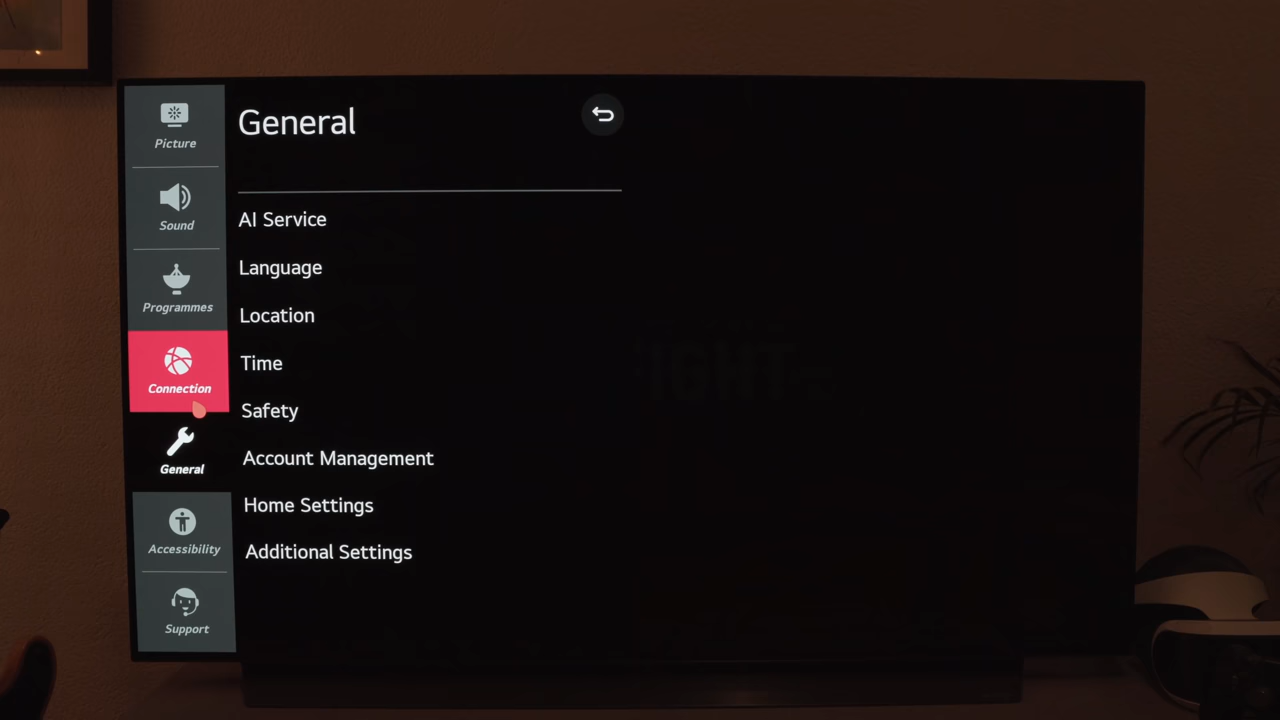 Picture
Sound
Programmes
Connection
General
Accessibility
Support
General
AI Service
Language
Location
Time
Safety
Account Management
Home Settings
Additional Settings